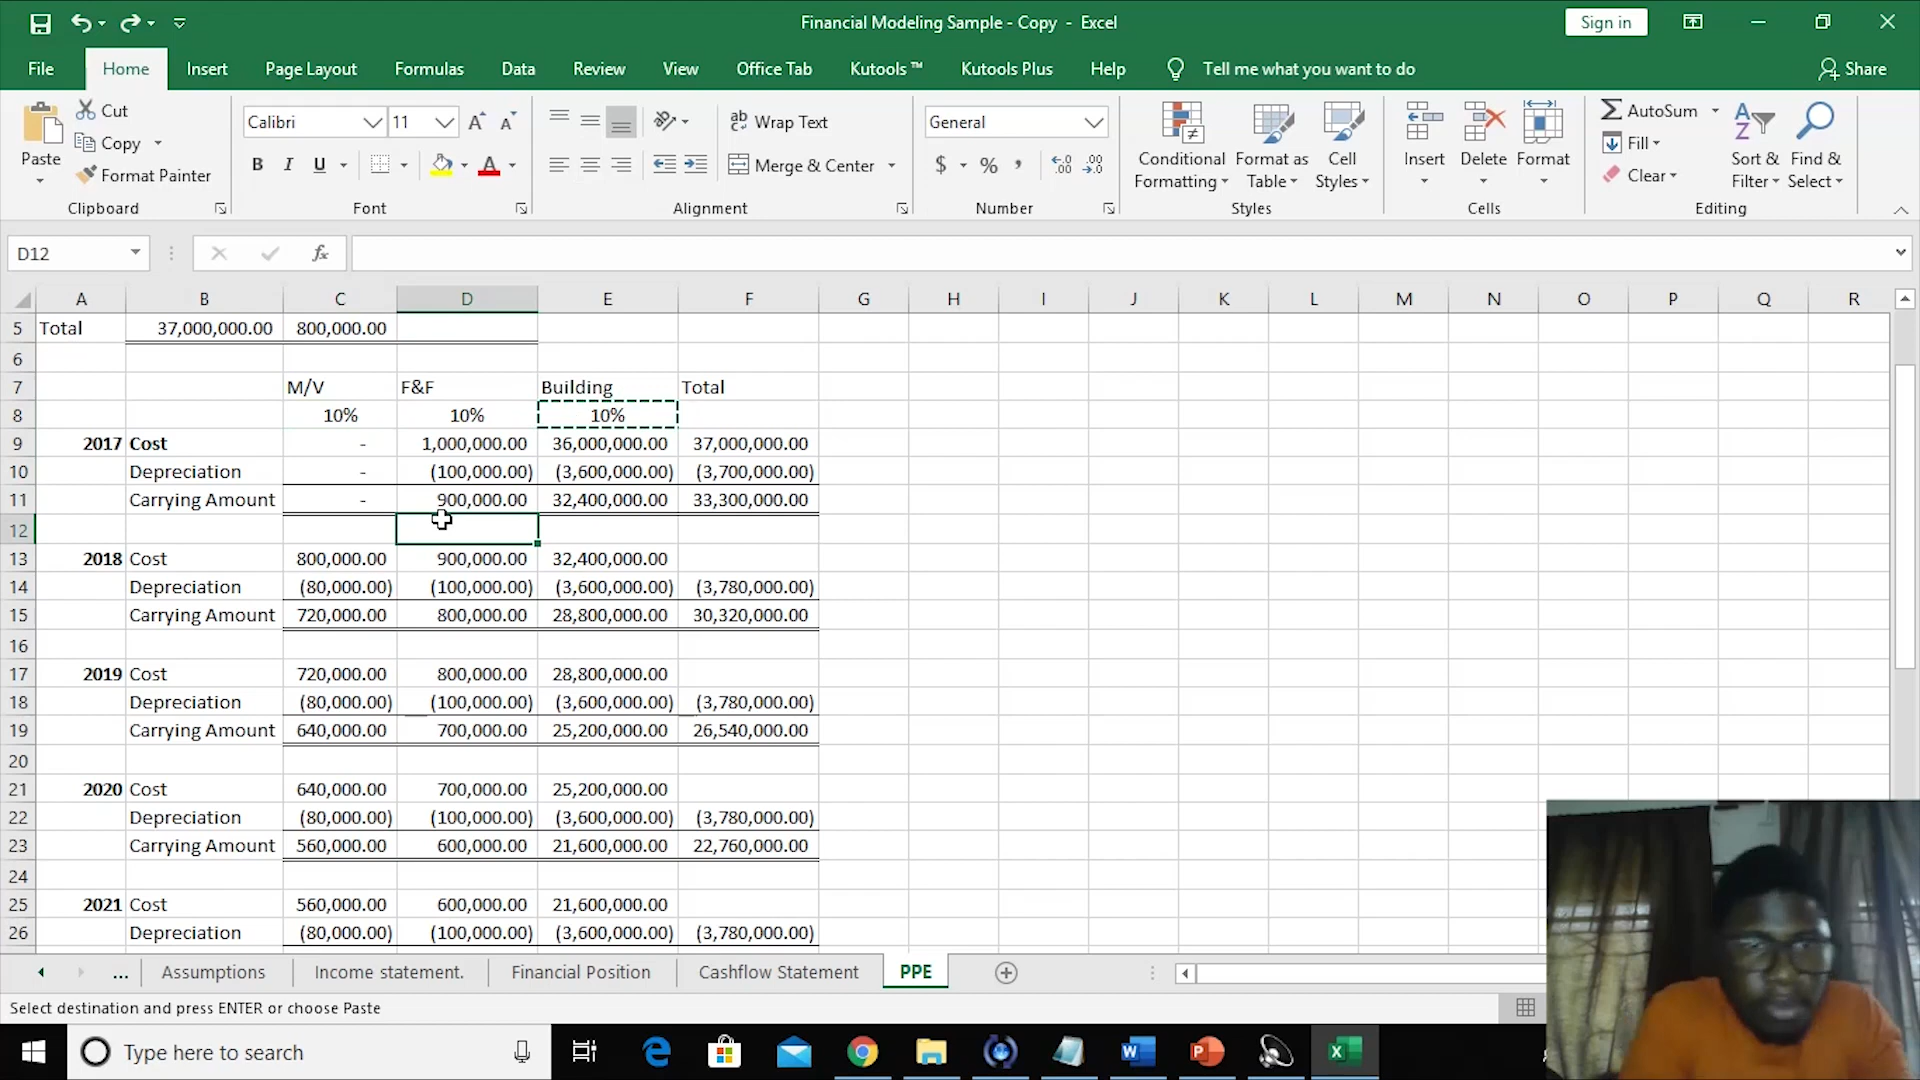 Financial Modeling Sample - Copy - Excel
Sign in
File Home Insert Page Layout Formulas Data Review View Office Tab Kutools ™ Kutools Plus Help Tell me what you want to do Share
Paste Cut Copy Format Painter
Clipboard
Calibri 11 A A
B I U A
Font
ab Wrap Text
Merge & Center
Alignment
General
$ % , .00 .00
Number
Conditional Formatting
Format as Table
Cell Styles
Styles
Insert Delete Format
Cells
AutoSum
Fill
Clear
Sort & Filter
Find & Select
Editing
D12 fx
A B C D E F G H I J K L M N O P Q R
5 Total 37,000,000.00 800,000.00
6
7 M/V F&F Building Total
8 10% 10% 10%
9 2017 Cost - 1,000,000.00 36,000,000.00 37,000,000.00
10 Depreciation - (100,000.00) (3,600,000.00) (3,700,000.00)
11 Carrying Amount - 900,000.00 32,400,000.00 33,300,000.00
12
13 2018 Cost 800,000.00 900,000.00 32,400,000.00
14 Depreciation (80,000.00) (100,000.00) (3,600,000.00) (3,780,000.00)
15 Carrying Amount 720,000.00 800,000.00 28,800,000.00 30,320,000.00
16
17 2019 Cost 720,000.00 800,000.00 28,800,000.00
18 Depreciation (80,000.00) (100,000.00) (3,600,000.00) (3,780,000.00)
19 Carrying Amount 640,000.00 700,000.00 25,200,000.00 26,540,000.00
20
21 2020 Cost 640,000.00 700,000.00 25,200,000.00
22 Depreciation (80,000.00) (100,000.00) (3,600,000.00) (3,780,000.00)
23 Carrying Amount 560,000.00 600,000.00 21,600,000.00 22,760,000.00
24
25 2021 Cost 560,000.00 600,000.00 21,600,000.00
26 Depreciation (80,000.00) (100,000.00) (3,600,000.00) (3,780,000.00)
... Assumptions Income statement. Financial Position Cashflow Statement PPE
Select destination and press ENTER or choose Paste
Type here to search